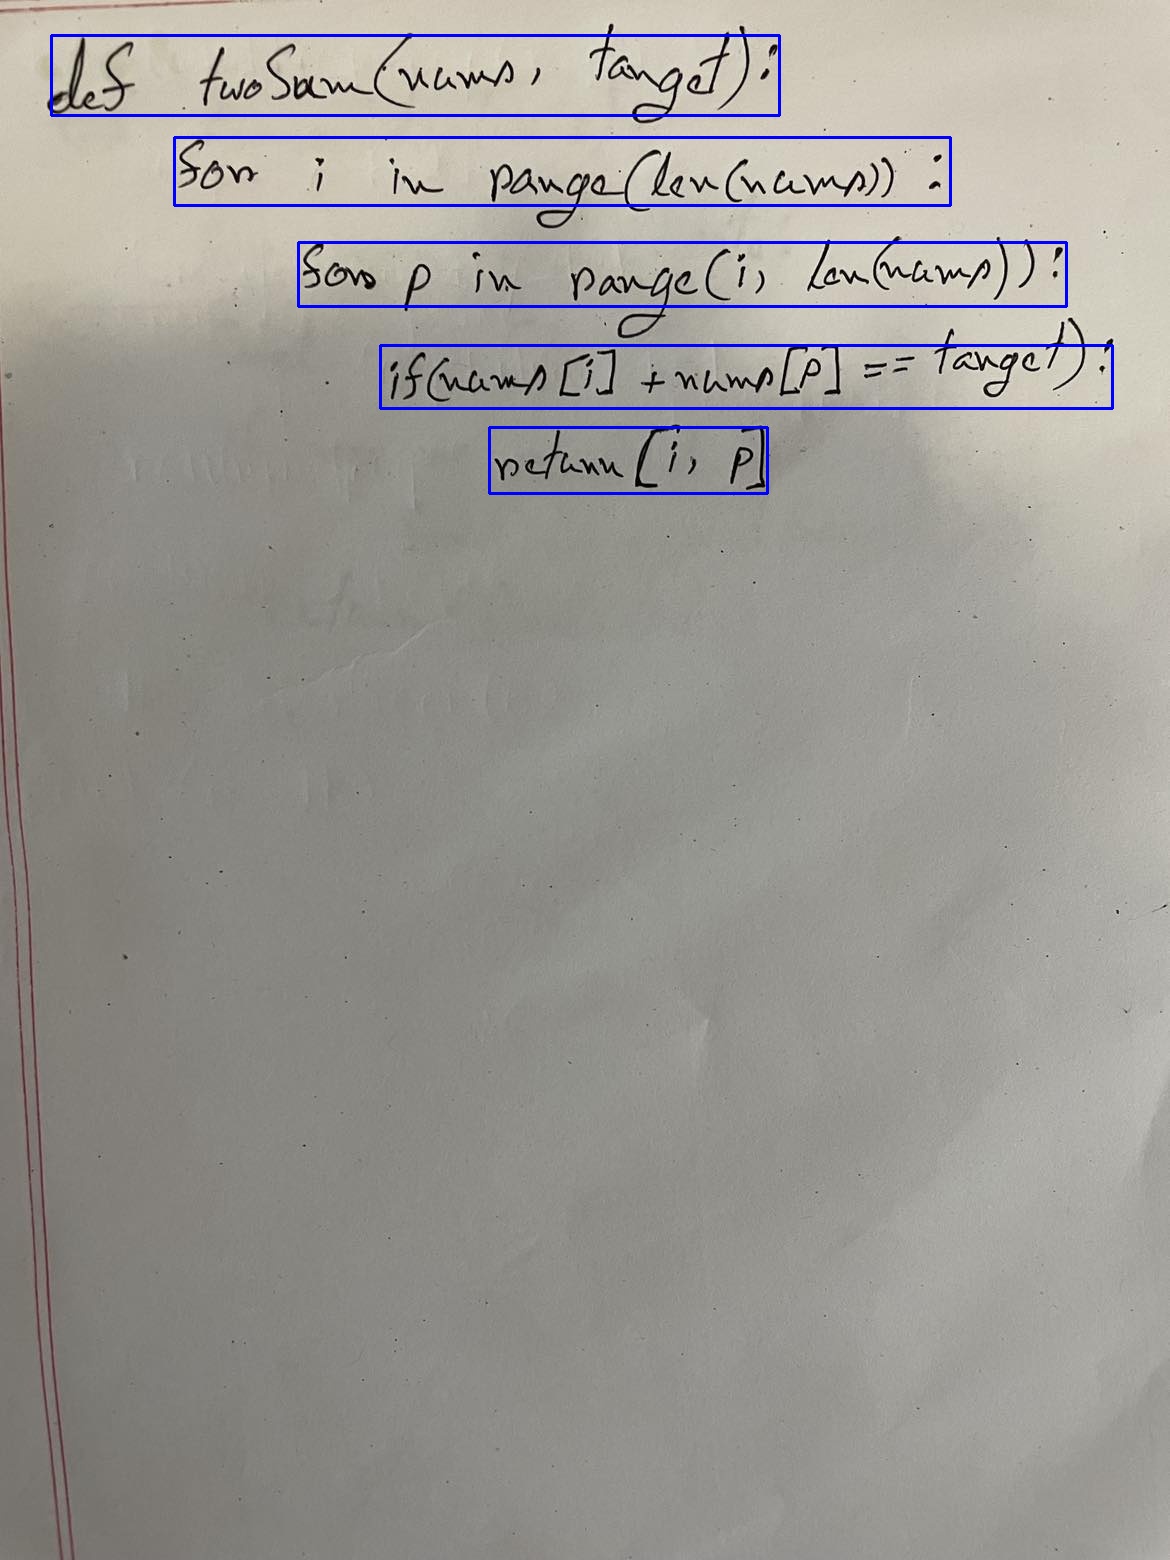 def twoSum(nums, target):
for i in range(len(nums)):
for p in range(i, len(nums)):
if(nums[i] + nums[p] == target):
return [i, p]